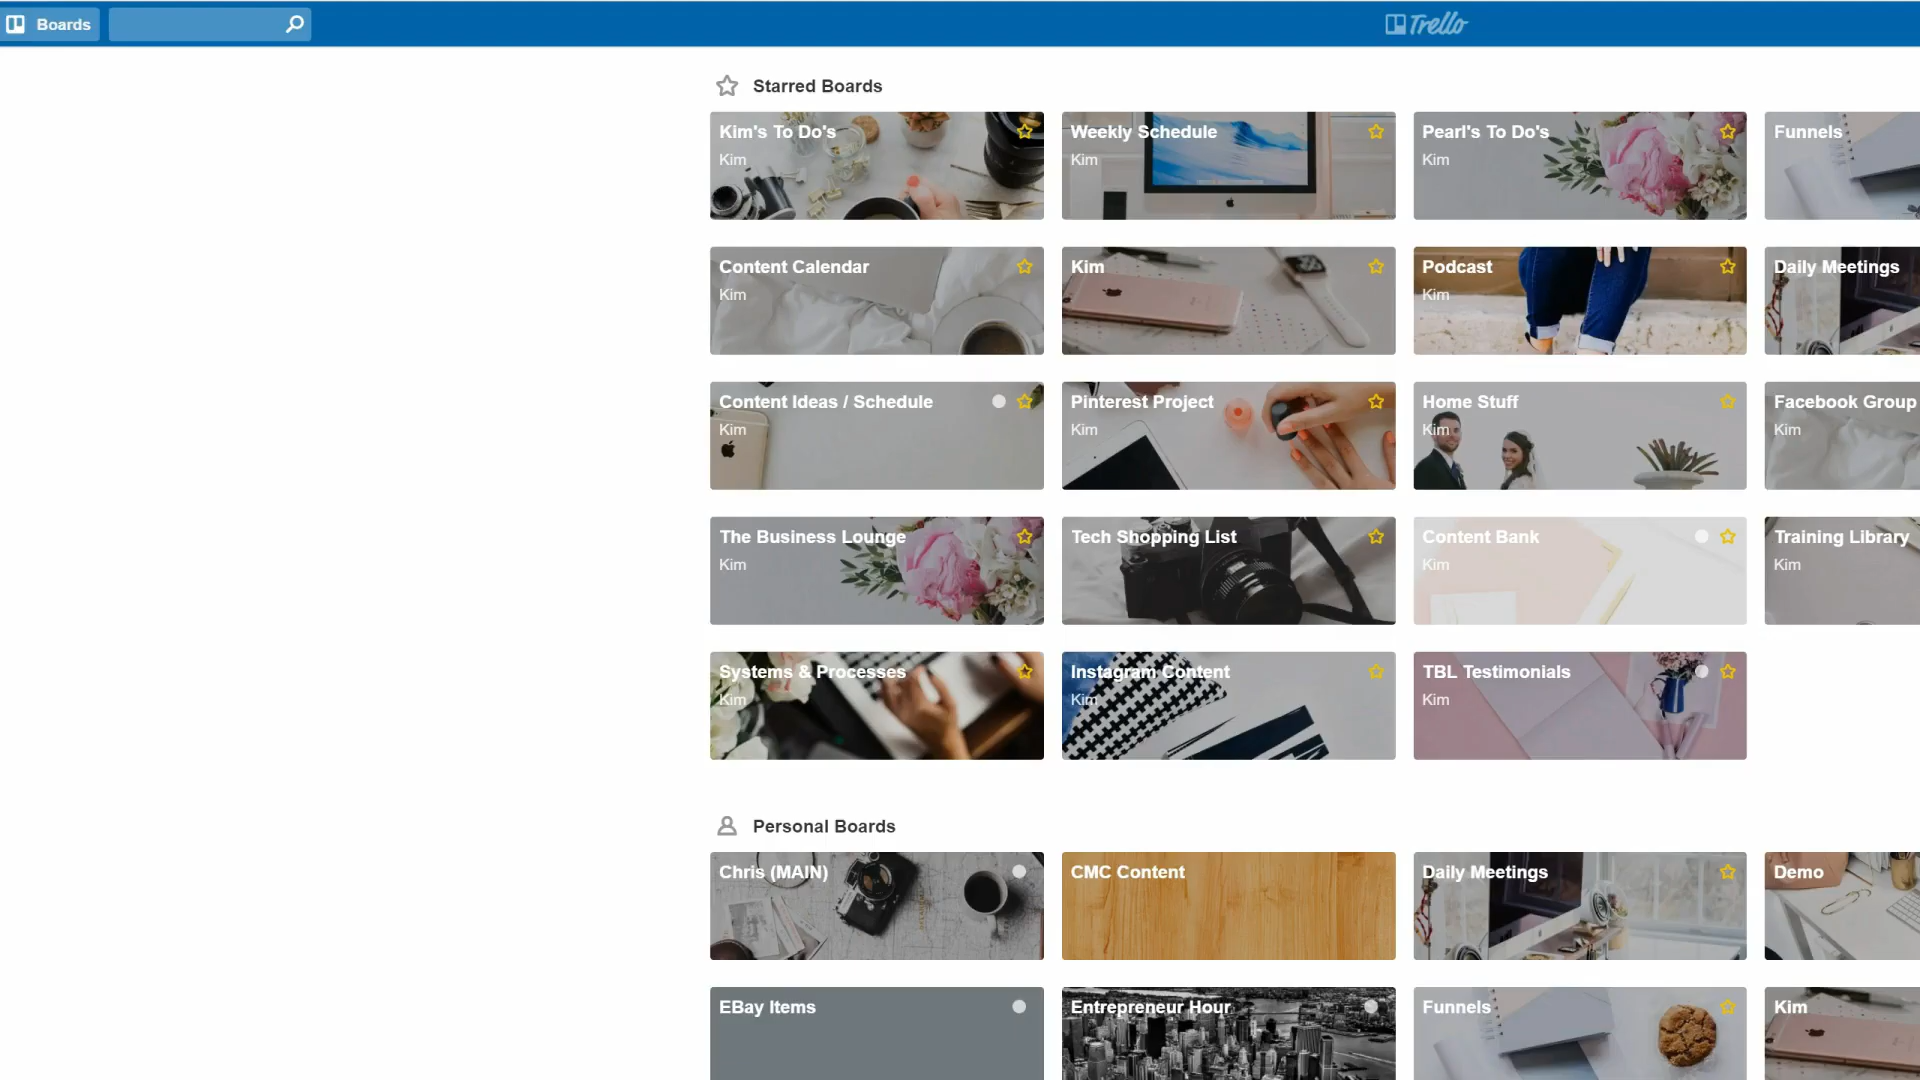 Boards
Trello
Starred Boards
Kim's To Do's
Kim
Weekly Schedule
Kim
Pearl's To Do's
Kim
Funnels
Content Calendar
Kim
Kim
Podcast
Kim
Daily Meetings
Content Ideas / Schedule
Kim
Pinterest Project
Kim
Home Stuff
Kim
Facebook Group
Kim
The Business Lounge
Kim
Tech Shopping List
Content Bank
Kim
Training Library
Kim
Systems & Processes
Kim
Instagram Content
Kim
TBL Testimonials
Kim
Personal Boards
Chris (MAIN)
CMC Content
Daily Meetings
Demo
EBay Items
Entrepreneur Hour
Funnels
Kim